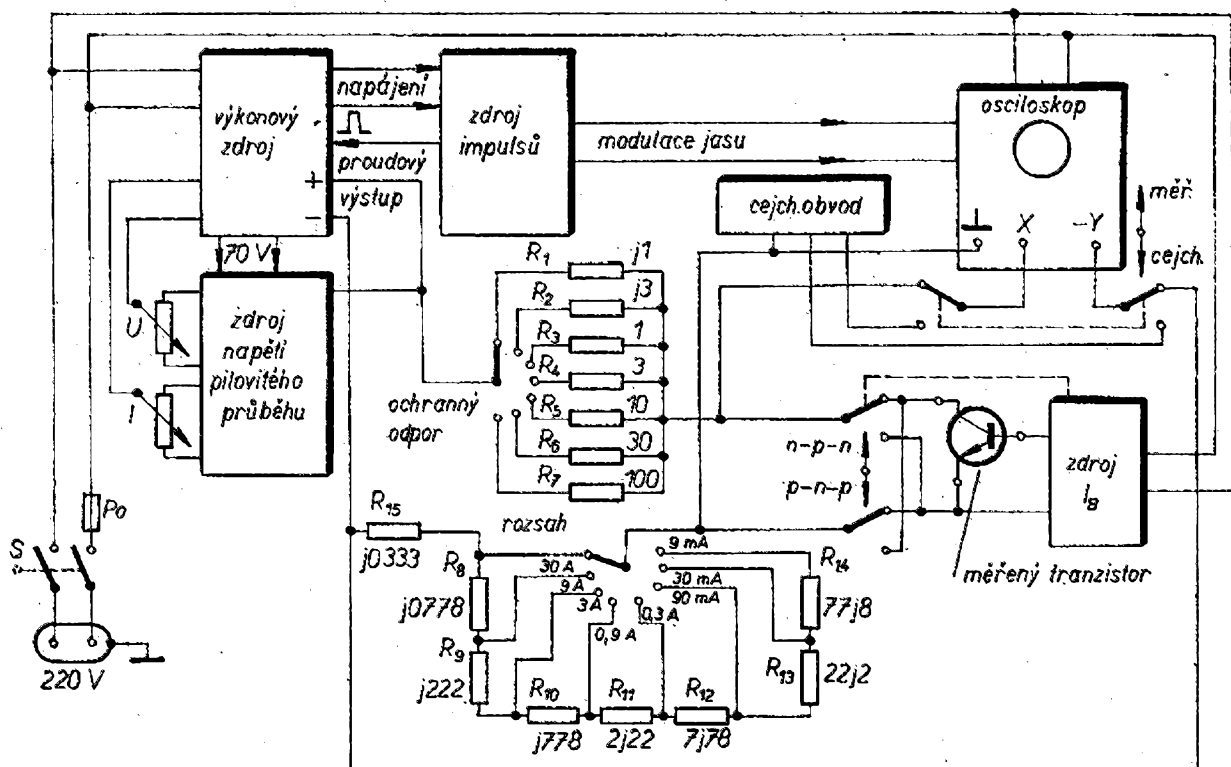 výkonový
zdroj
napájení
proudový
výstup
+
−
zdroj
impulsů
modulace jasu
osciloskop
cejch. obvod
X
-Y
měř.
cejch.
70 V
U
I
zdroj
napětí
pilovitého
průběhu
ochranný
odpor
R1
j1
R2
j3
R3
1
R4
3
R5
10
R6
30
R7
100
n-p-n
p-n-p
zdroj
IB
měřený tranzistor
Po
S
220 V
R15
j0333
rozsah
30 A
9 A
3 A
0,9 A
0,3 A
90 mA
30 mA
9 mA
R8
j0778
R9
j222
R10
j778
R11
2j22
R12
7j78
R13
22j2
R14
77j8